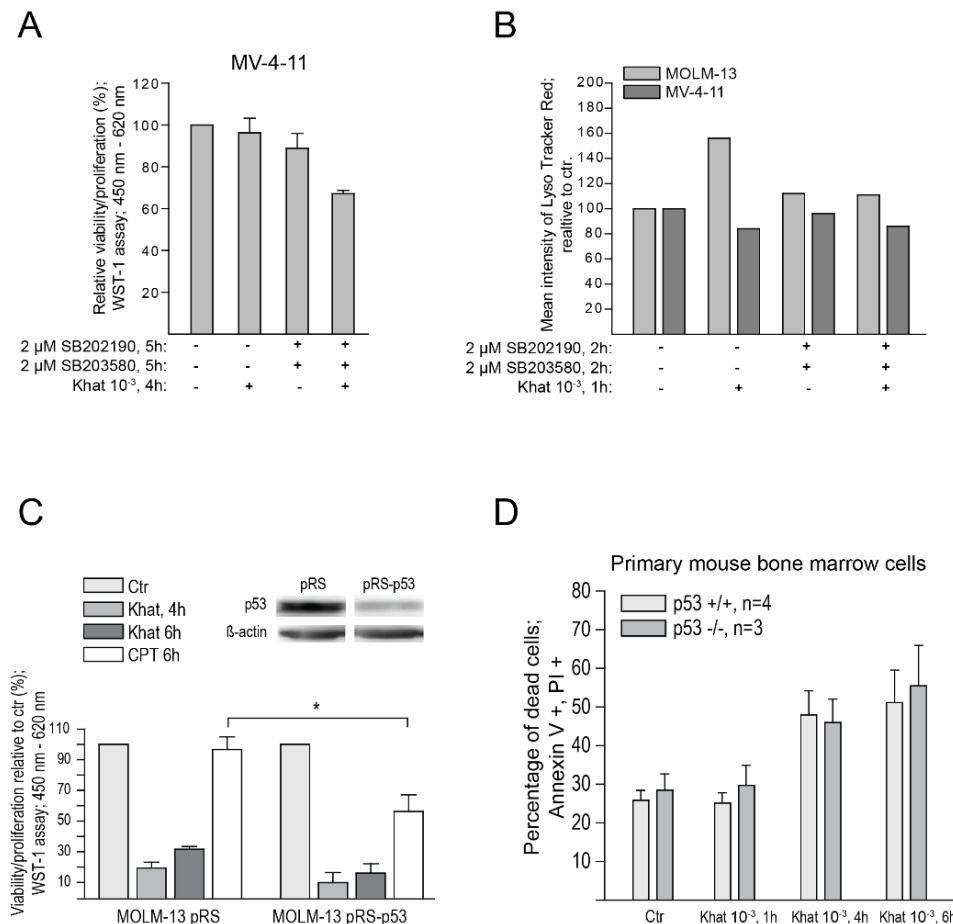 A
MV-4-11
Relative viability/proliferation (%);
WST-1 assay; 450 nm - 620 nm
120
100
80
60
40
20
2 µM SB202190, 5h: - - + +
2 µM SB203580, 5h: - - + +
Khat 10⁻³, 4h: - + - +
B
MOLM-13
MV-4-11
Mean intensity of Lyso Tracker Red;
realtive to ctr.
200
180
160
140
120
100
80
60
40
20
2 µM SB202190, 2h: - - + +
2 µM SB203580, 2h: - - + +
Khat 10⁻³, 1h: - + - +
C
Ctr
Khat, 4h
Khat 6h
CPT 6h
pRS pRS-p53
p53
ß-actin
Viability/proliferation relative to ctr (%);
WST-1 assay; 450 nm - 620 nm
110
90
70
50
30
10
*
MOLM-13 pRS MOLM-13 pRS-p53
D
Primary mouse bone marrow cells
p53 +/+, n=4
p53 -/-, n=3
Percentage of dead cells;
Annexin V +, PI +
80
70
60
50
40
30
20
10
Ctr Khat 10⁻³, 1h Khat 10⁻³, 4h Khat 10⁻³, 6h